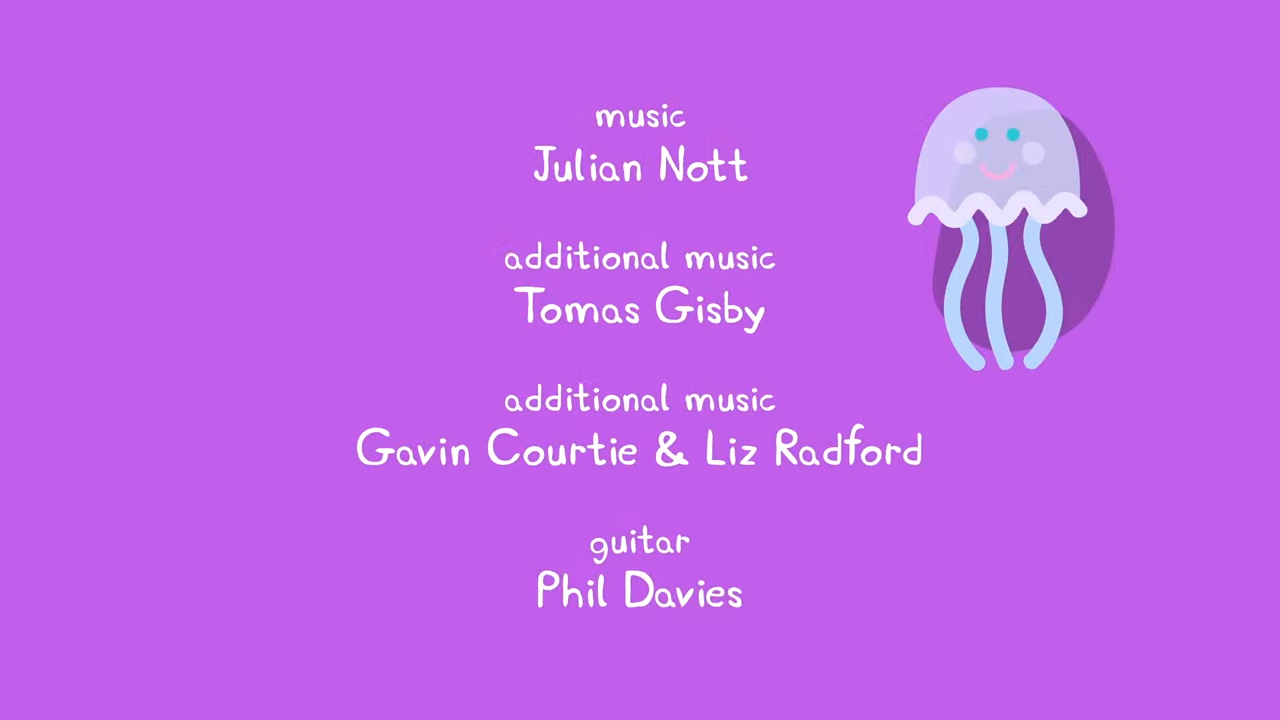 music
Julian Nott
additional music
Tomas Gisby
additional music
Gavin Courtie & Liz Radford
guitar
Phil Davies